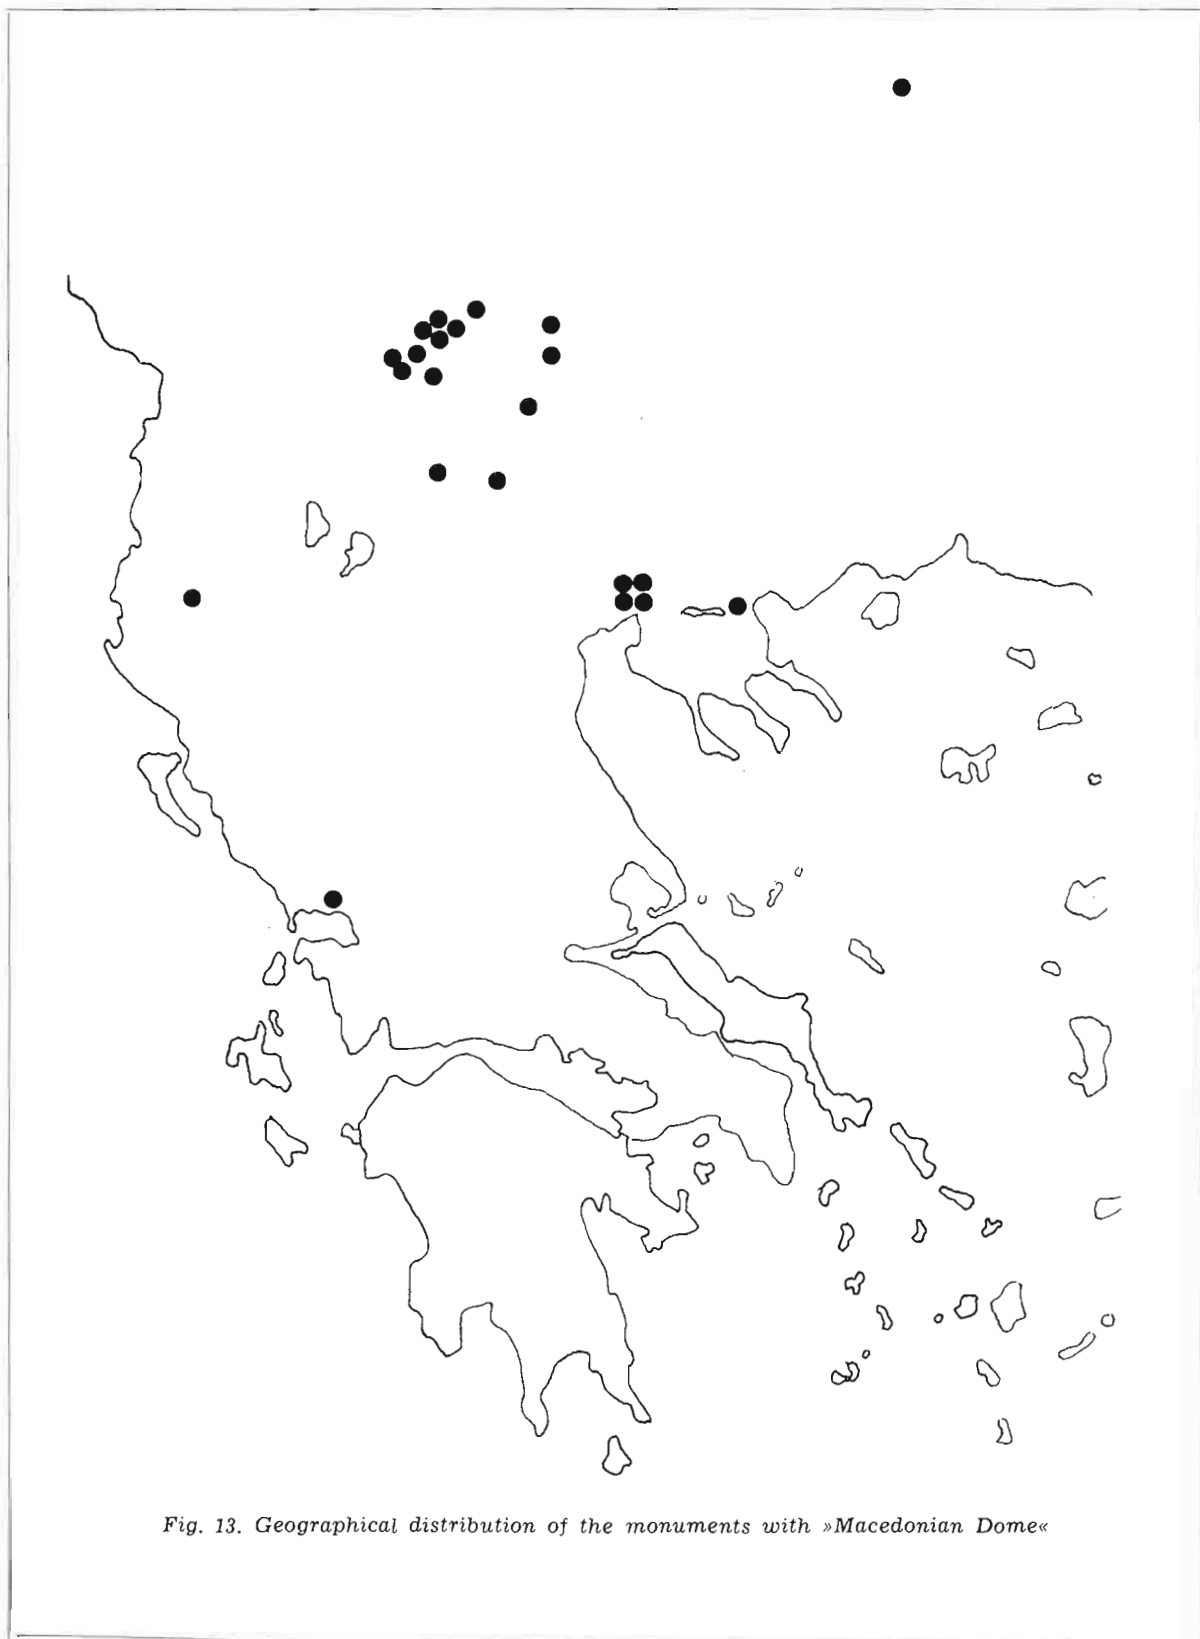 Fig. 13. Geographical distribution of the monuments with »Macedonian Dome«